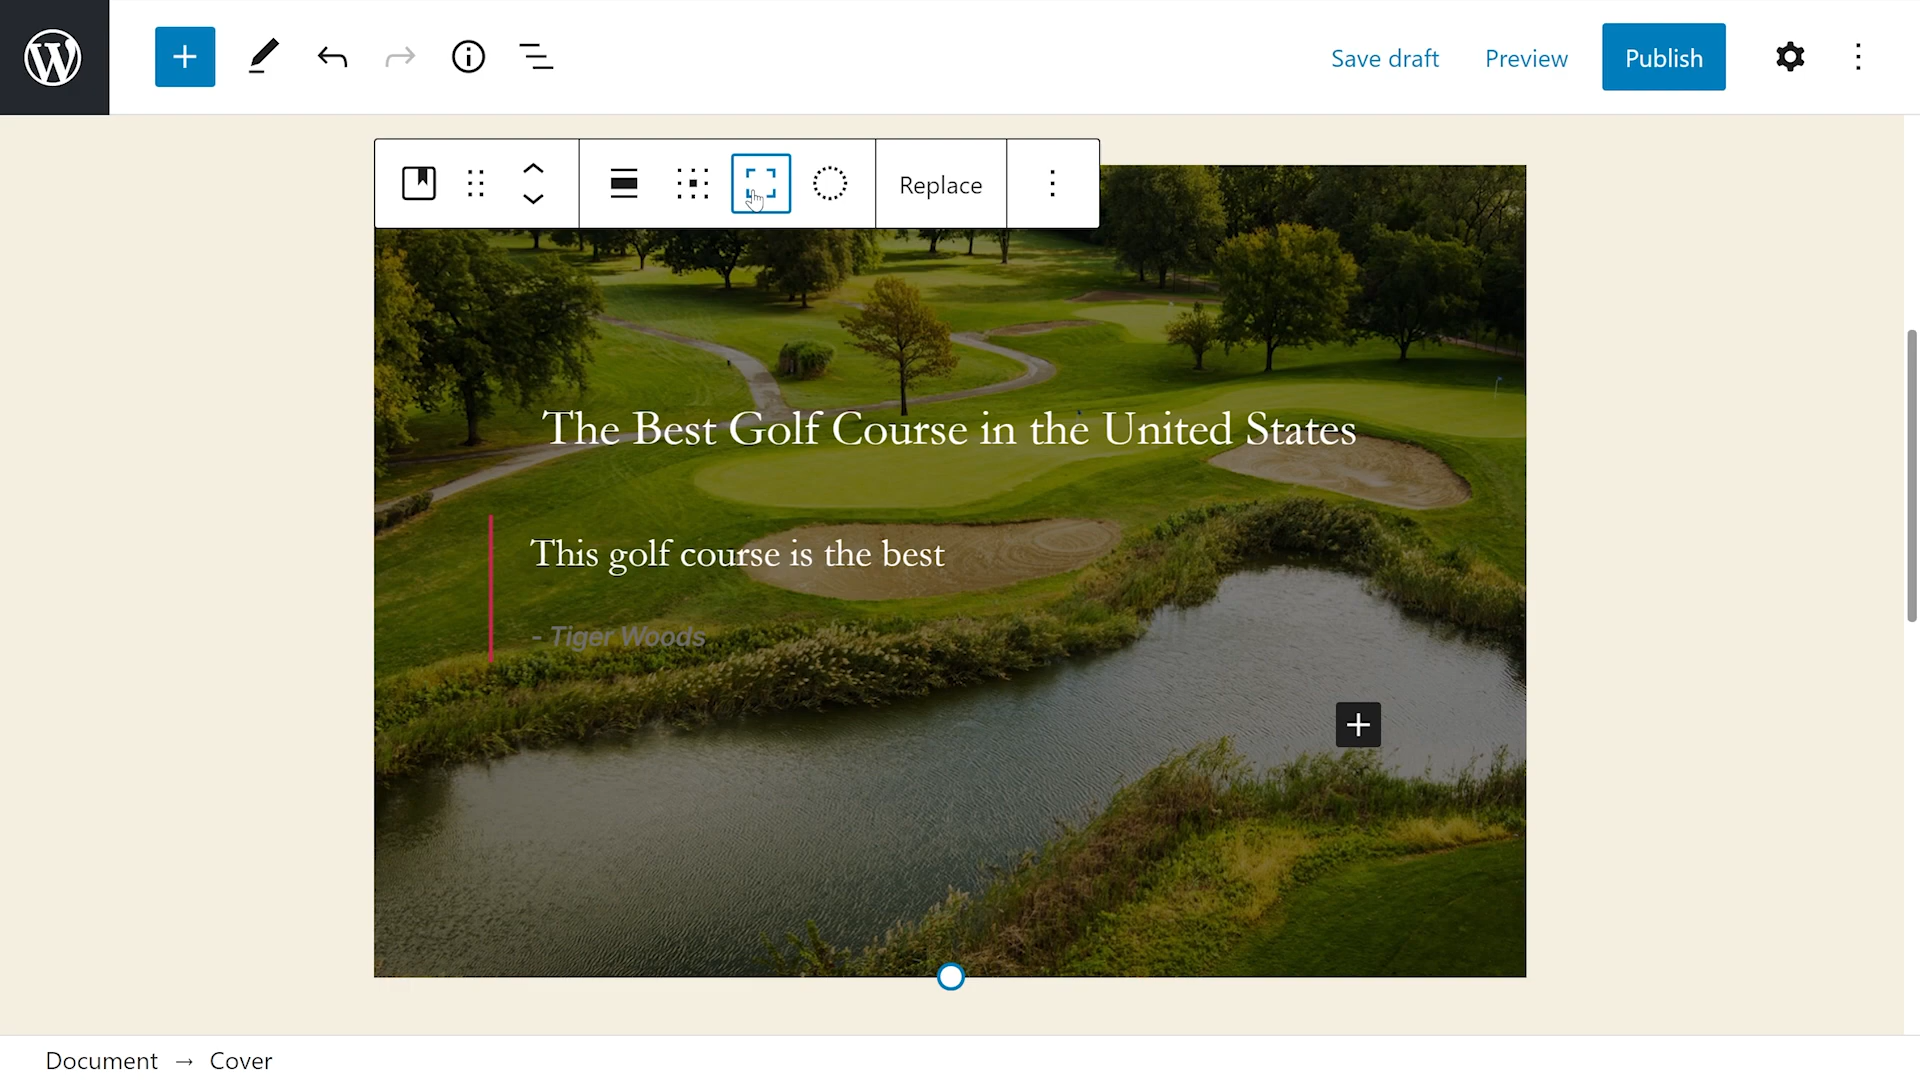 Save draft
Preview
Publish
Replace
The Best Golf Course in the United States
This golf course is the best
- Tiger Woods
Document → Cover